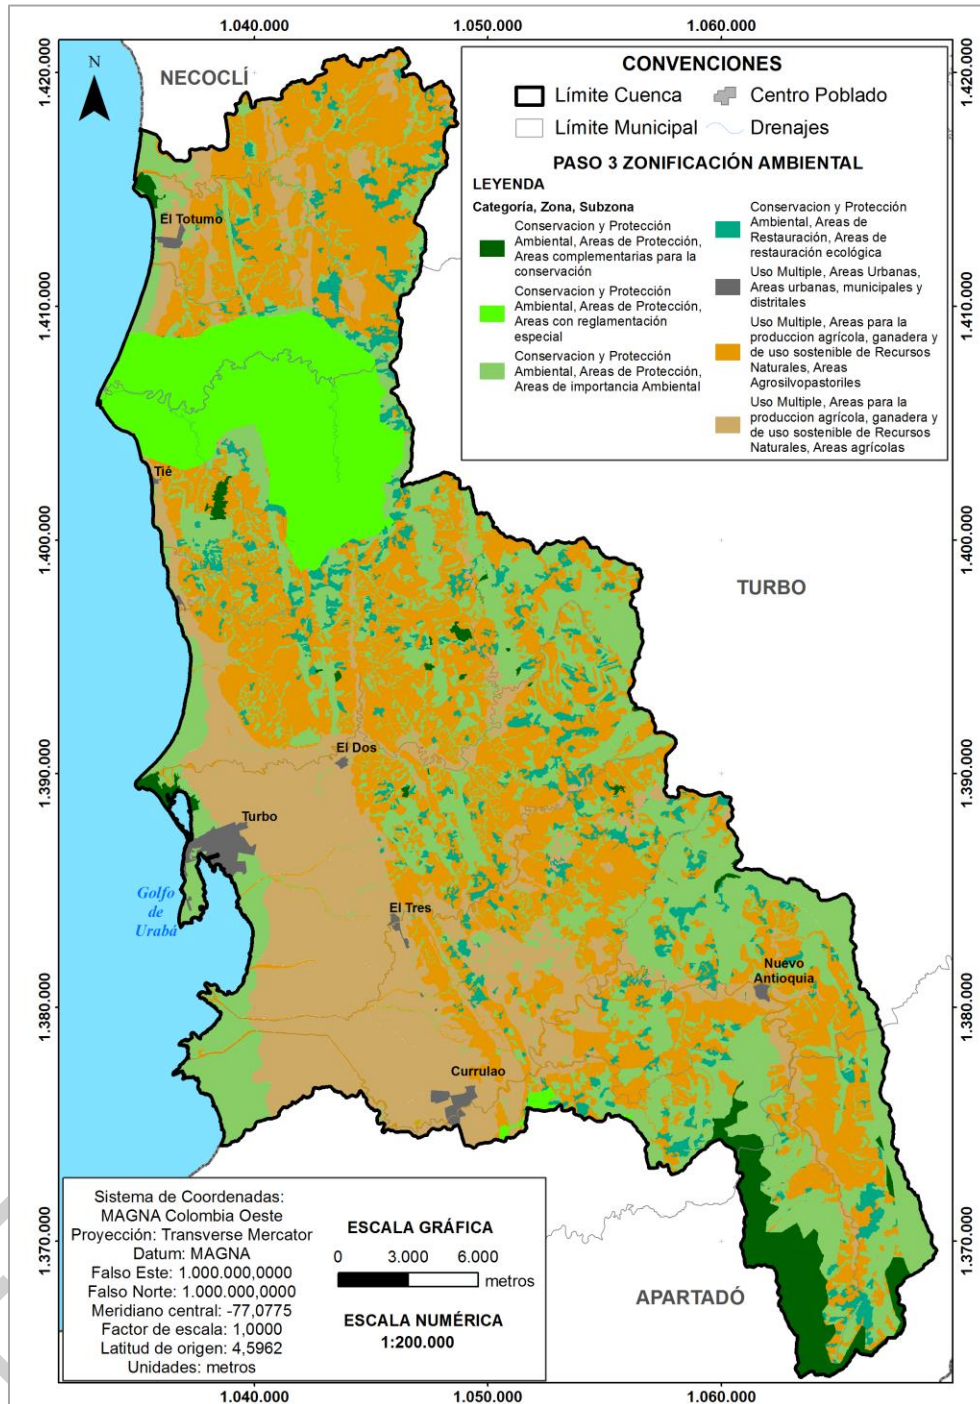 1.040.000
1.050.000
1.060.000
1.420.000
1.420.000
N
NECOCLÍ
CONVENCIONES
Límite Cuenca
Centro Poblado
Límite Municipal
Drenajes
PASO 3 ZONIFICACIÓN AMBIENTAL
LEYENDA
Categoría, Zona, Subzona
Conservacion y Protección
Ambiental, Areas de Protección,
Areas complementarias para la
conservación
Conservacion y Protección
Ambiental, Areas de Protección,
Areas con reglamentación
especial
Conservacion y Protección
Ambiental, Areas de Protección,
Areas de importancia Ambiental
Conservacion y Protección
Ambiental, Areas de
Restauración, Areas de
restauración ecológica
Uso Multiple, Areas Urbanas,
Areas urbanas, municipales y
distritales
Uso Multiple, Areas para la
produccion agrícola, ganadera y
de uso sostenible de Recursos
Naturales, Areas
Agrosilvopastoriles
Uso Multiple, Areas para la
produccion agrícola, ganadera y
de uso sostenible de Recursos
Naturales, Areas agrícolas
El Totumo
1.410.000
1.410.000
Tié
1.400.000
1.400.000
TURBO
El Dos
1.390.000
1.390.000
Turbo
Golfo
de
Urabá
El Tres
Nuevo
Antioquia
1.380.000
1.380.000
Currulao
1.370.000
1.370.000
APARTADÓ
Sistema de Coordenadas:
MAGNA Colombia Oeste
Proyección: Transverse Mercator
Datum: MAGNA
Falso Este: 1.000.000,0000
Falso Norte: 1.000.000,0000
Meridiano central: -77,0775
Factor de escala: 1,0000
Latitud de origen: 4,5962
Unidades: metros
ESCALA GRÁFICA
0 3.000 6.000
metros
ESCALA NUMÉRICA
1:200.000
1.040.000
1.050.000
1.060.000